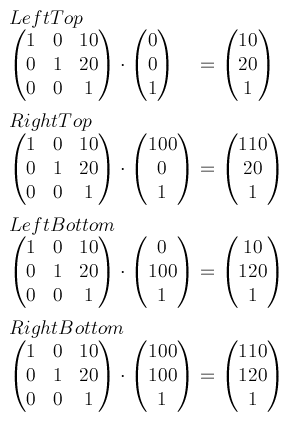 LeftTop
(1 0 10) (0) (10)
(0 1 20) · (0) = (20)
(0 0 1) (1) (1)
RightTop
(1 0 10) (100) (110)
(0 1 20) · (0) = (20)
(0 0 1) (1) (1)
LeftBottom
(1 0 10) (0) (10)
(0 1 20) · (100) = (120)
(0 0 1) (1) (1)
RightBottom
(1 0 10) (100) (110)
(0 1 20) · (100) = (120)
(0 0 1) (1) (1)